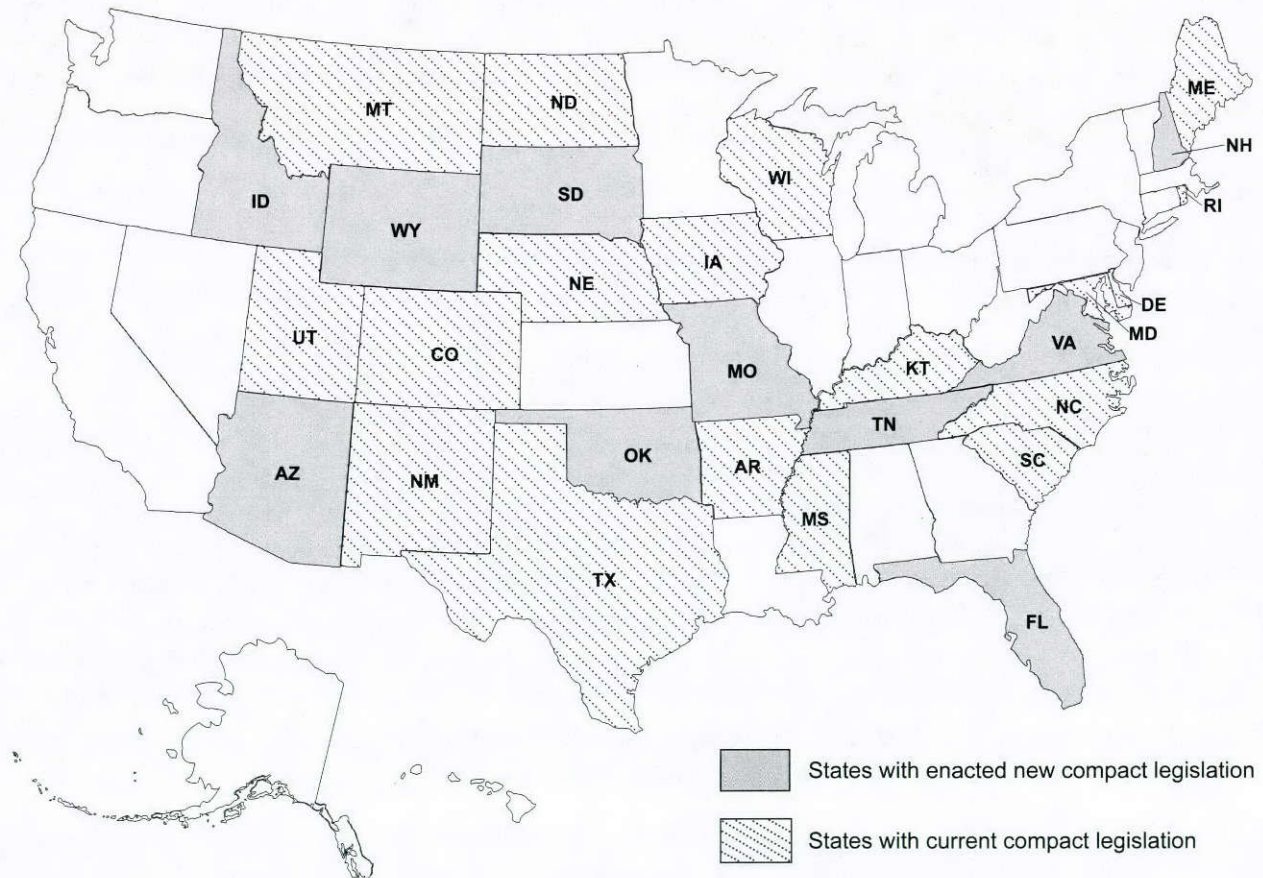 ME
MT
ND
NH
WI
ID
SD
RI
WY
IA
NE
DE
MD
UT
CO
VA
MO
KT
NC
TN
OK
AR
SC
AZ
NM
MS
TX
FL
States with enacted new compact legislation
States with current compact legislation